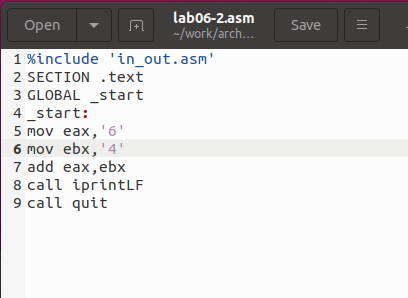 Open lab06-2.asm Save
~/work/arch...
1 %include 'in_out.asm'
2 SECTION .text
3 GLOBAL _start
4 _start:
5 mov eax,'6'
6 mov ebx,'4'
7 add eax,ebx
8 call iprintLF
9 call quit